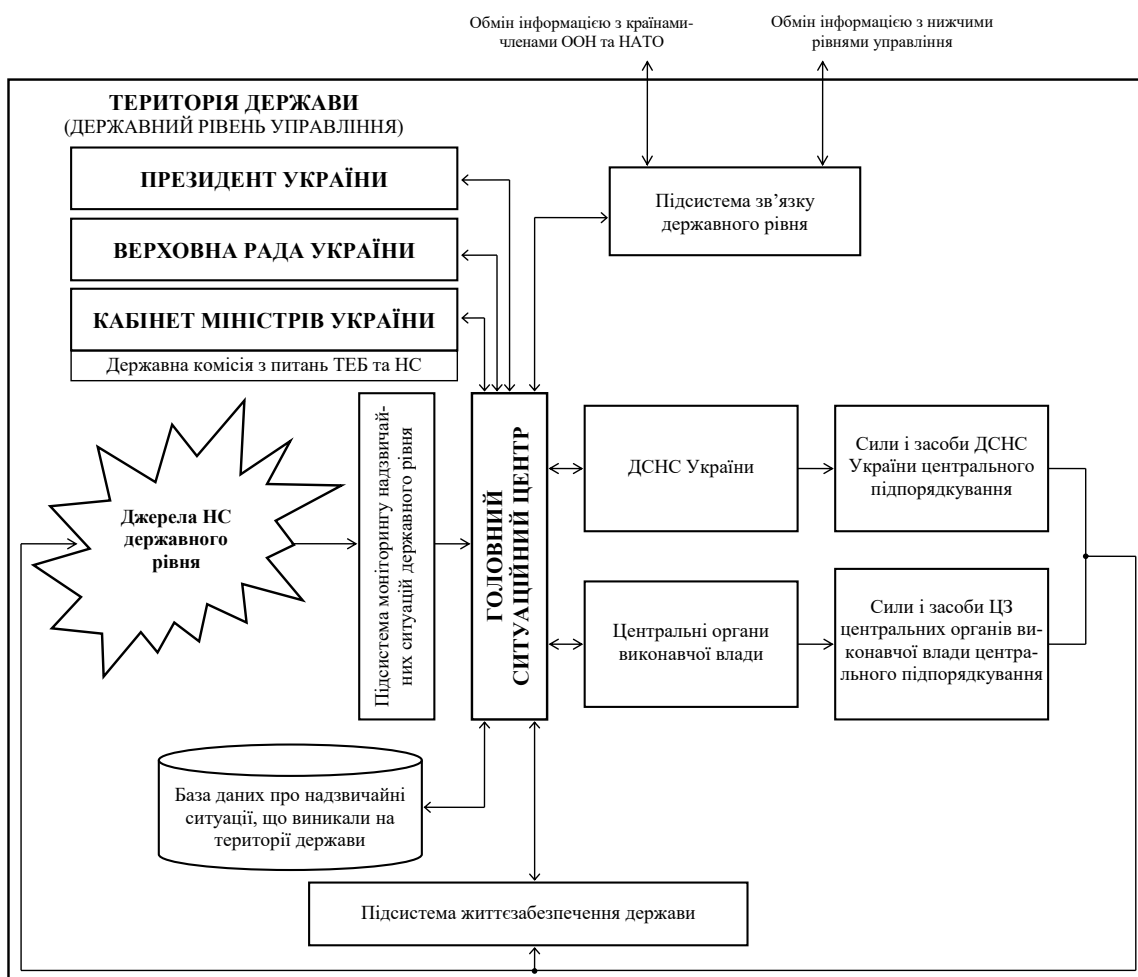 Обмін інформацією з країнами-
членами ООН та НАТО
Обмін інформацією з нижчими
рівнями управління
ТЕРИТОРІЯ ДЕРЖАВИ
(ДЕРЖАВНИЙ РІВЕНЬ УПРАВЛІННЯ)
ПРЕЗИДЕНТ УКРАЇНИ
ВЕРХОВНА РАДА УКРАЇНИ
КАБІНЕТ МІНІСТРІВ УКРАЇНИ
Державна комісія з питань ТЕБ та НС
Підсистема зв’язку
державного рівня
Джерела НС
державного
рівня
Підсистема моніторингу надзвичай-
них ситуацій державного рівня
ГОЛОВНИЙ
СИТУАЦІЙНИЙ ЦЕНТР
ДСНС України
Сили і засоби ДСНС
України центрального
підпорядкування
Центральні органи
виконавчої влади
Сили і засоби ЦЗ
центральних органів ви-
конавчої влади центра-
льного підпорядкування
База даних про надзвичайні
ситуації, що виникали на
території держави
Підсистема життєзабезпечення держави